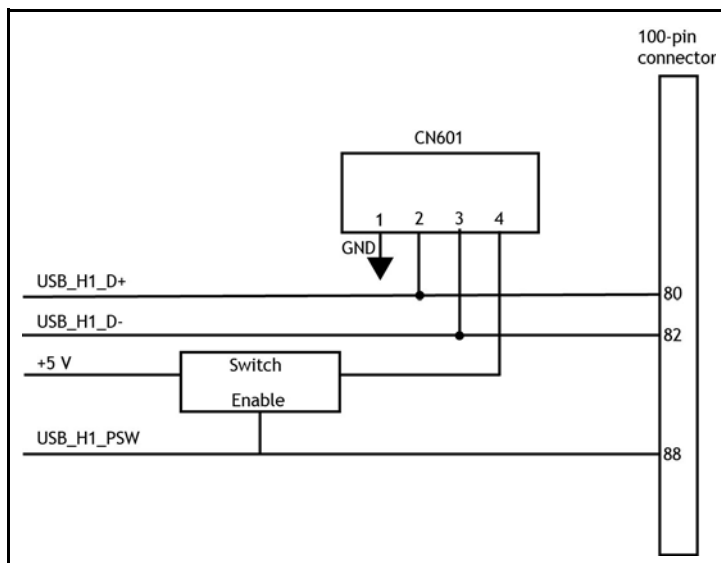 100-pin
connector
CN601
1 2 3 4
GND
USB_H1_D+
80
USB_H1_D-
82
+5 V
Switch
Enable
USB_H1_PSW
88